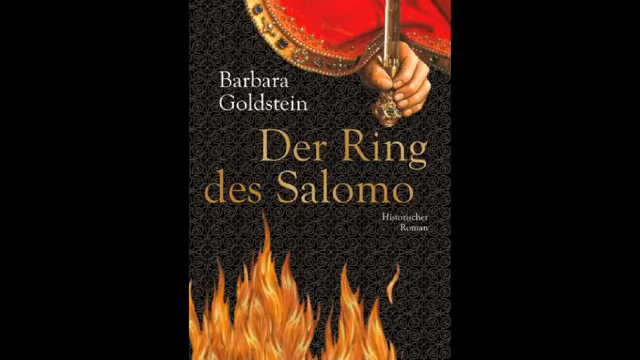 Barbara
Goldstein
Der Ring
des Salomo
Historischer
Roman